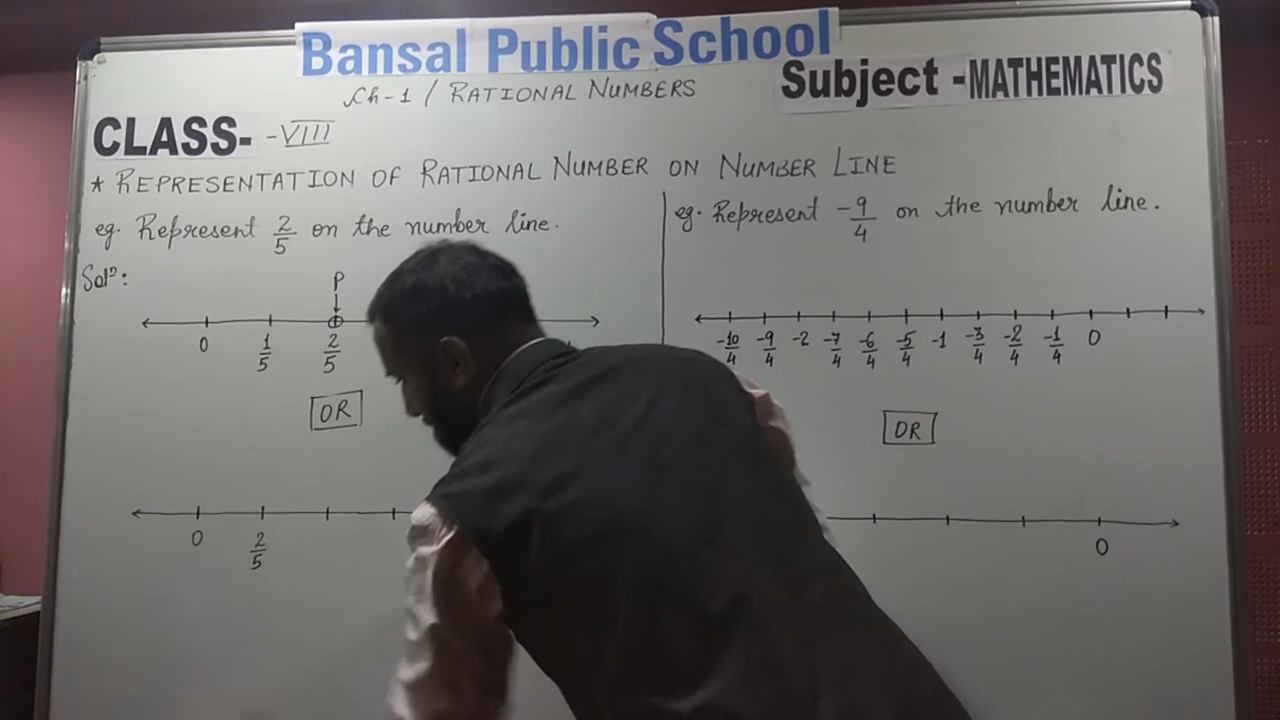 Bansal Public School
Subject - MATHEMATICS
Ch-1 / RATIONAL NUMBERS
CLASS- -VIII
* REPRESENTATION OF RATIONAL NUMBER ON NUMBER LINE
eg. Represent 2/5 on the number line.
Solⁿ:
P
0 1/5 2/5
OR
0 2/5
eg. Represent -9/4 on the number line.
-10/4 -9/4 -2 -7/4 -6/4 -5/4 -1 -3/4 -2/4 -1/4 0
OR
0